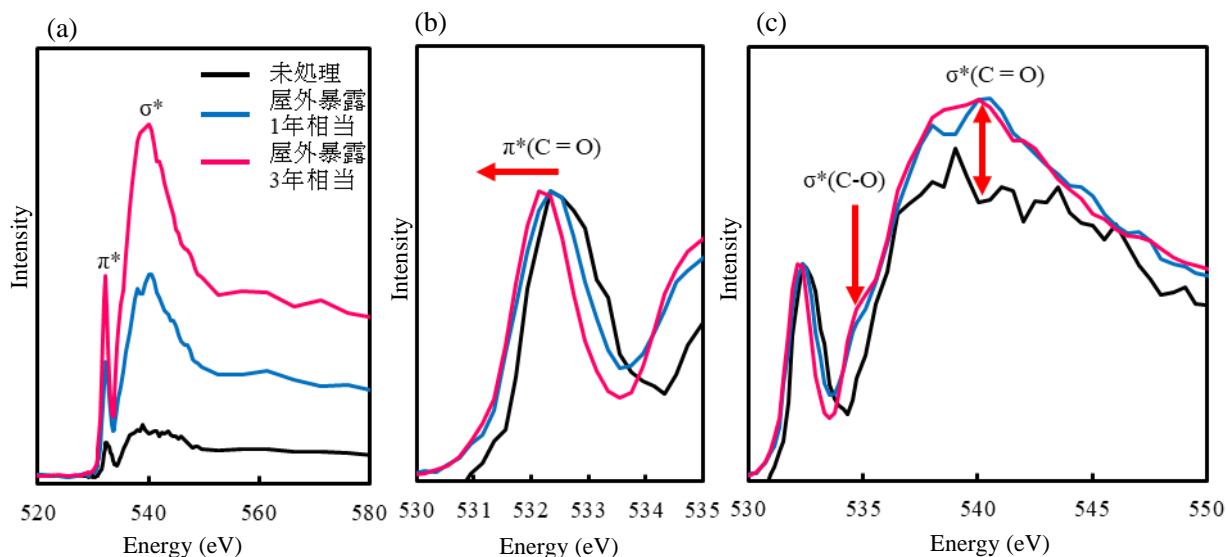 (a)
未処理
屋外暴露
1年相当
屋外暴露
3年相当
σ*
π*
Intensity
520
540
560
580
Energy (eV)
(b)
π*(C = O)
Intensity
530
531
532
533
534
535
Energy (eV)
(c)
σ*(C = O)
σ*(C-O)
Intensity
530
535
540
545
550
Energy (eV)